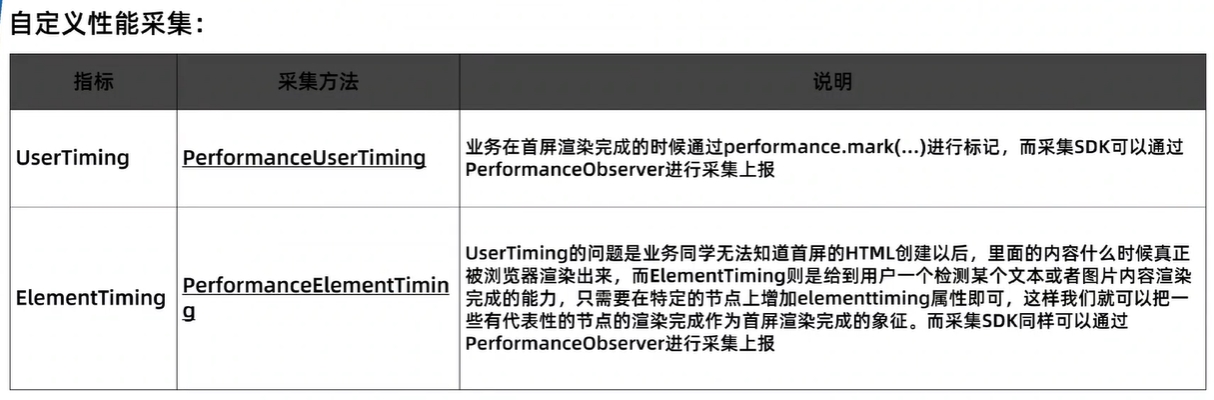 自定义性能采集：
指标
采集方法
说明
UserTiming
PerformanceUserTiming
业务在首屏渲染完成的时候通过performance.mark(...)进行标记，而采集SDK可以通过
PerformanceObserver进行采集上报
ElementTiming
PerformanceElementTimin
g
UserTiming的问题是业务同学无法知道首屏的HTML创建以后，里面的内容什么时候真正
被浏览器渲染出来，而ElementTiming则是给到用户一个检测某个文本或者图片内容渲染
完成的能力，只需要在特定的节点上增加elementtiming属性即可，这样我们就可以把一
些有代表性的节点的渲染完成作为首屏渲染完成的象征。而采集SDK同样可以通过
PerformanceObserver进行采集上报